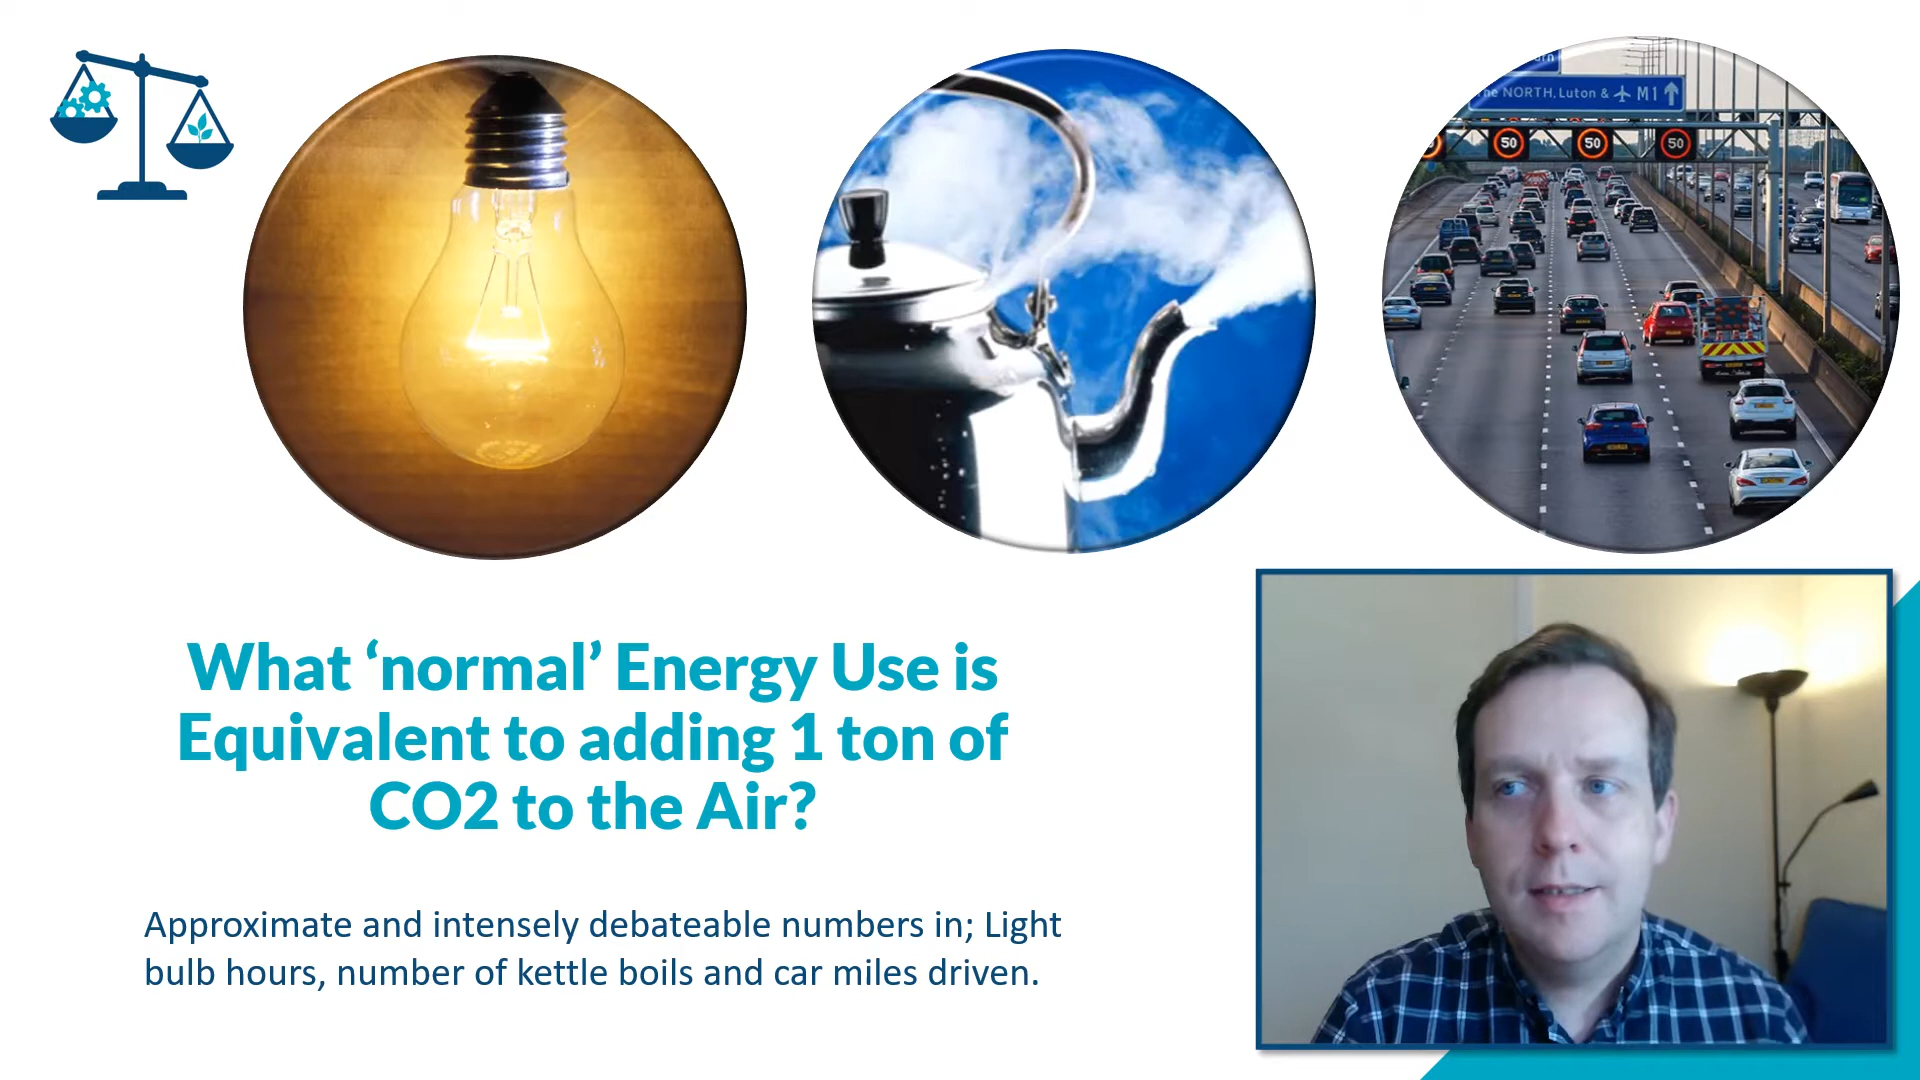 The NORTH, Luton & M1
50
50
50
What ‘normal’ Energy Use is
Equivalent to adding 1 ton of
CO2 to the Air?
Approximate and intensely debateable numbers in; Light
bulb hours, number of kettle boils and car miles driven.